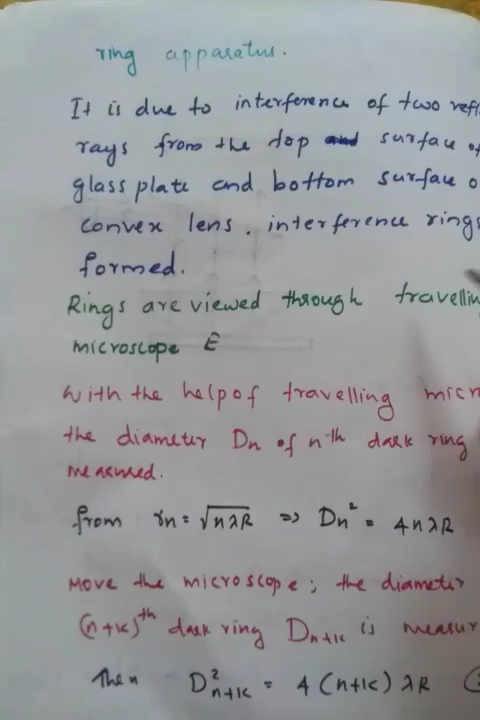 ring apparatus.
It is due to interference of two refl
rays from the top surface of
glass plate and bottom surface o
convex lens. interference rings
formed.
Rings are viewed through travellin
microscope E
With the help of travelling micr
the diameter Dn of nth dark ring
measured.
from rn = √nλR => Dn² = 4nλR
Move the microscope; the diameter
(n+k)th dark ring Dn+k is measur
Then D²n+k = 4(n+k)λR